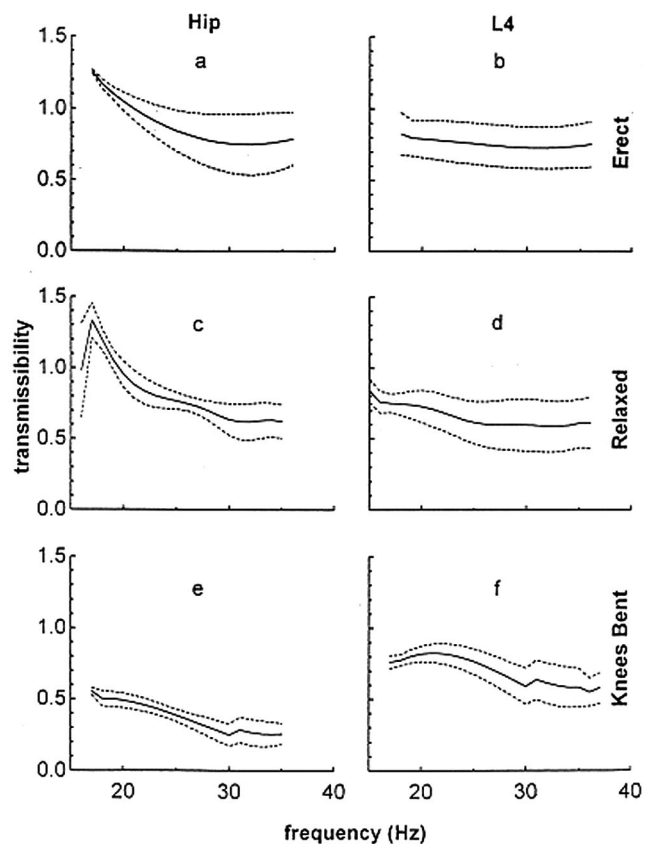 Hip L4
1.5 a b
1.0
0.5
0.0
Erect
1.5 c d
1.0
0.5
0.0
Relaxed
transmissibility
1.5 e f
1.0
0.5
0.0
Knees Bent
20 30 40 20 30 40
frequency (Hz)